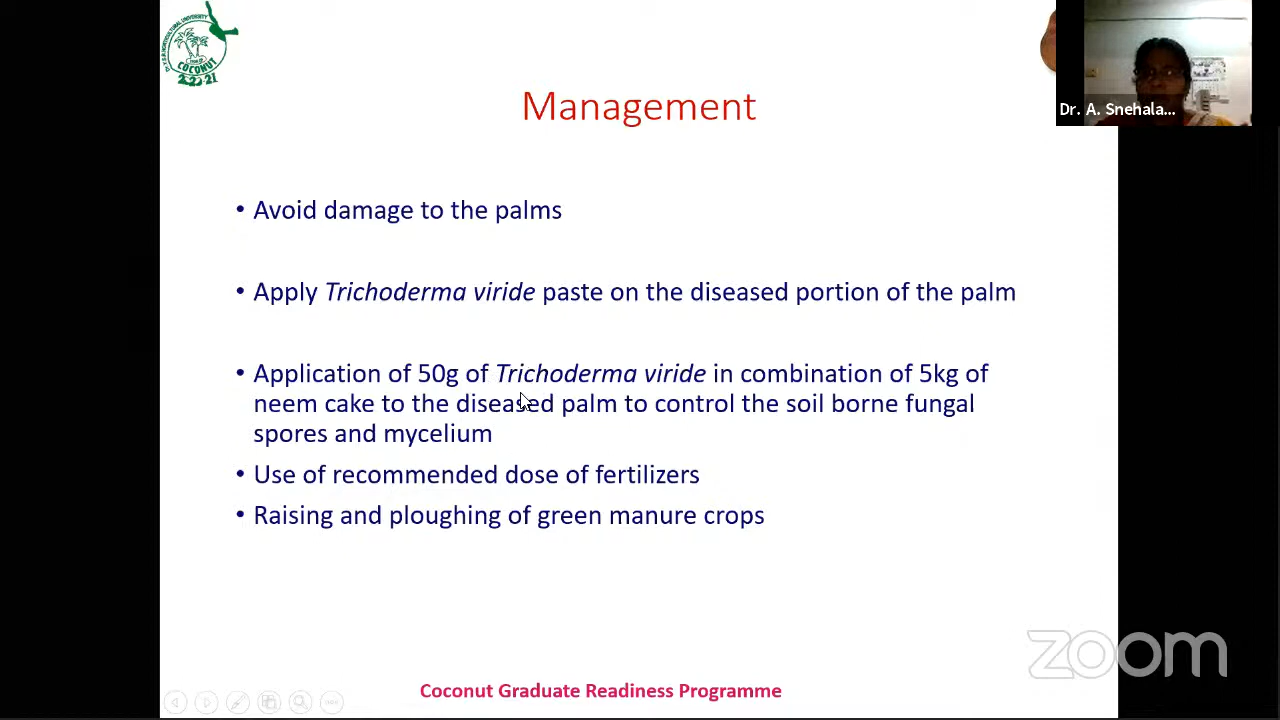 COCONUT
2020-21
Dr. A. Snehala...
Management
• Avoid damage to the palms
• Apply Trichoderma viride paste on the diseased portion of the palm
• Application of 50g of Trichoderma viride in combination of 5kg of
neem cake to the diseased palm to control the soil borne fungal
spores and mycelium
• Use of recommended dose of fertilizers
• Raising and ploughing of green manure crops
zoom
Coconut Graduate Readiness Programme